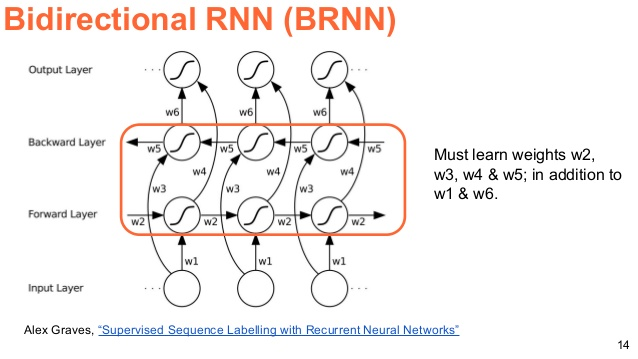 Bidirectional RNN (BRNN)
Output Layer
w6 w6 w6
Backward Layer
w5 w5 w5 w5
w4 w4 w4
w3 w3 w3
Forward Layer
w2 w2 w2 w2
w1 w1 w1
Input Layer
Must learn weights w2,
w3, w4 & w5; in addition to
w1 & w6.
Alex Graves, “Supervised Sequence Labelling with Recurrent Neural Networks”
14